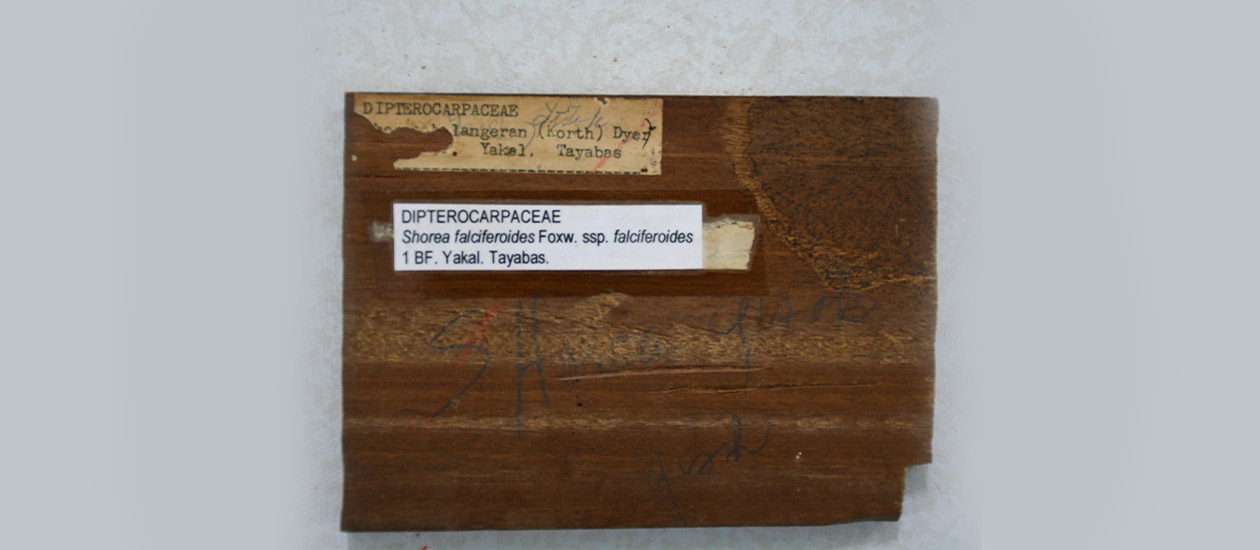 DIPTEROCARPACEAE
langeran (Korth) Dyer
. Yakal. Tayabas
DIPTEROCARPACEAE
Shorea falciferoides Foxw. ssp. falciferoides
1 BF. Yakal. Tayabas.